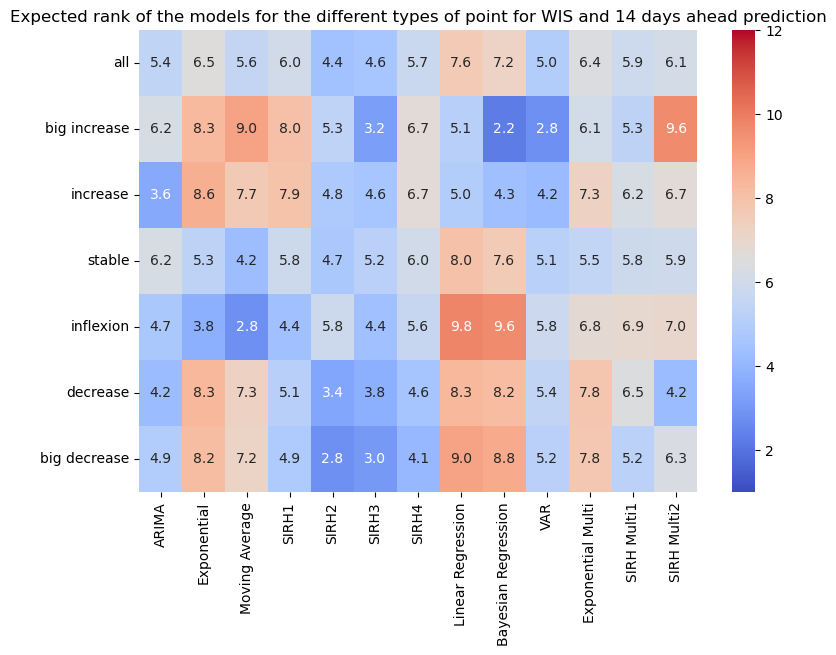 Expected rank of the models for the different types of point for WIS and 14 days ahead prediction
all 5.4 6.5 5.6 6.0 4.4 4.6 5.7 7.6 7.2 5.0 6.4 5.9 6.1
big increase 6.2 8.3 9.0 8.0 5.3 3.2 6.7 5.1 2.2 2.8 6.1 5.3 9.6
increase 3.6 8.6 7.7 7.9 4.8 4.6 6.7 5.0 4.3 4.2 7.3 6.2 6.7
stable 6.2 5.3 4.2 5.8 4.7 5.2 6.0 8.0 7.6 5.1 5.5 5.8 5.9
inflexion 4.7 3.8 2.8 4.4 5.8 4.4 5.6 9.8 9.6 5.8 6.8 6.9 7.0
decrease 4.2 8.3 7.3 5.1 3.4 3.8 4.6 8.3 8.2 5.4 7.8 6.5 4.2
big decrease 4.9 8.2 7.2 4.9 2.8 3.0 4.1 9.0 8.8 5.2 7.8 5.2 6.3
ARIMA
Exponential
Moving Average
SIRH1
SIRH2
SIRH3
SIRH4
Linear Regression
Bayesian Regression
VAR
Exponential Multi
SIRH Multi1
SIRH Multi2
12
10
8
6
4
2